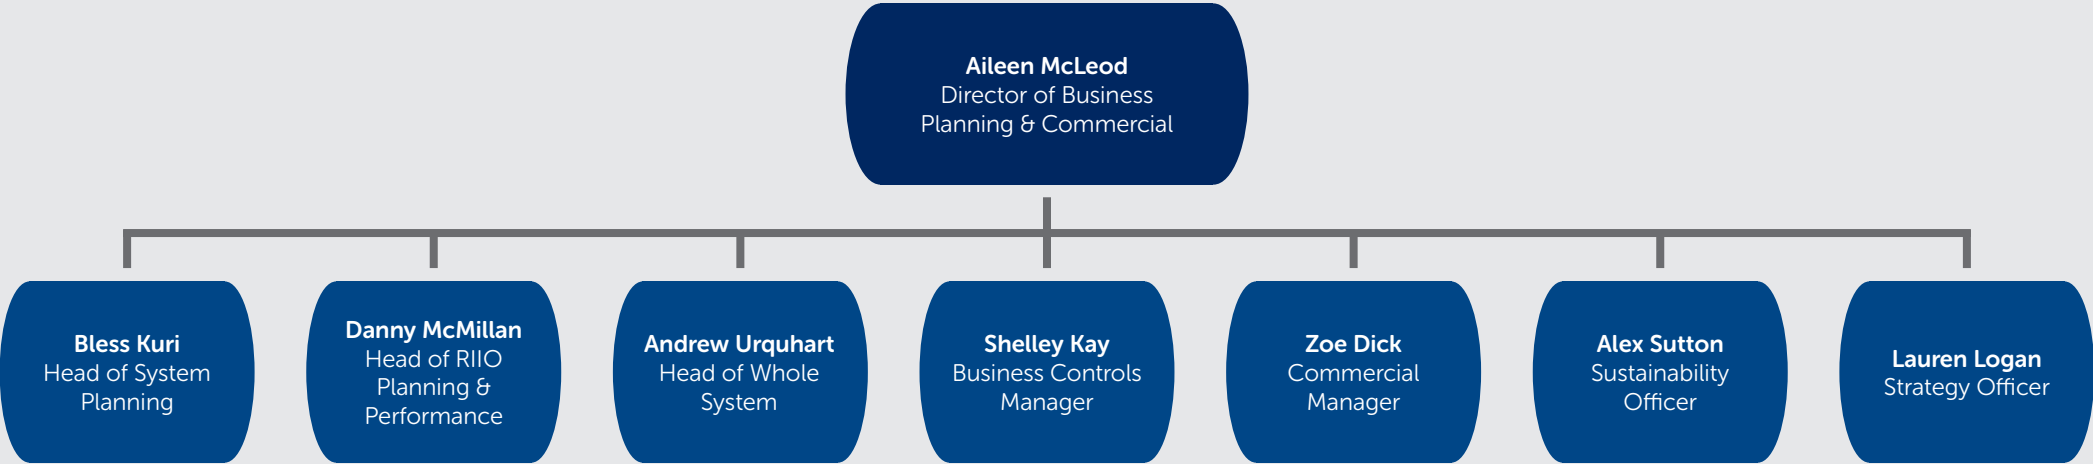 Aileen McLeod
Director of Business
Planning & Commercial
Bless Kuri
Head of System
Planning
Danny McMillan
Head of RIIO
Planning &
Performance
Andrew Urquhart
Head of Whole
System
Shelley Kay
Business Controls
Manager
Zoe Dick
Commercial
Manager
Alex Sutton
Sustainability
Officer
Lauren Logan
Strategy Officer